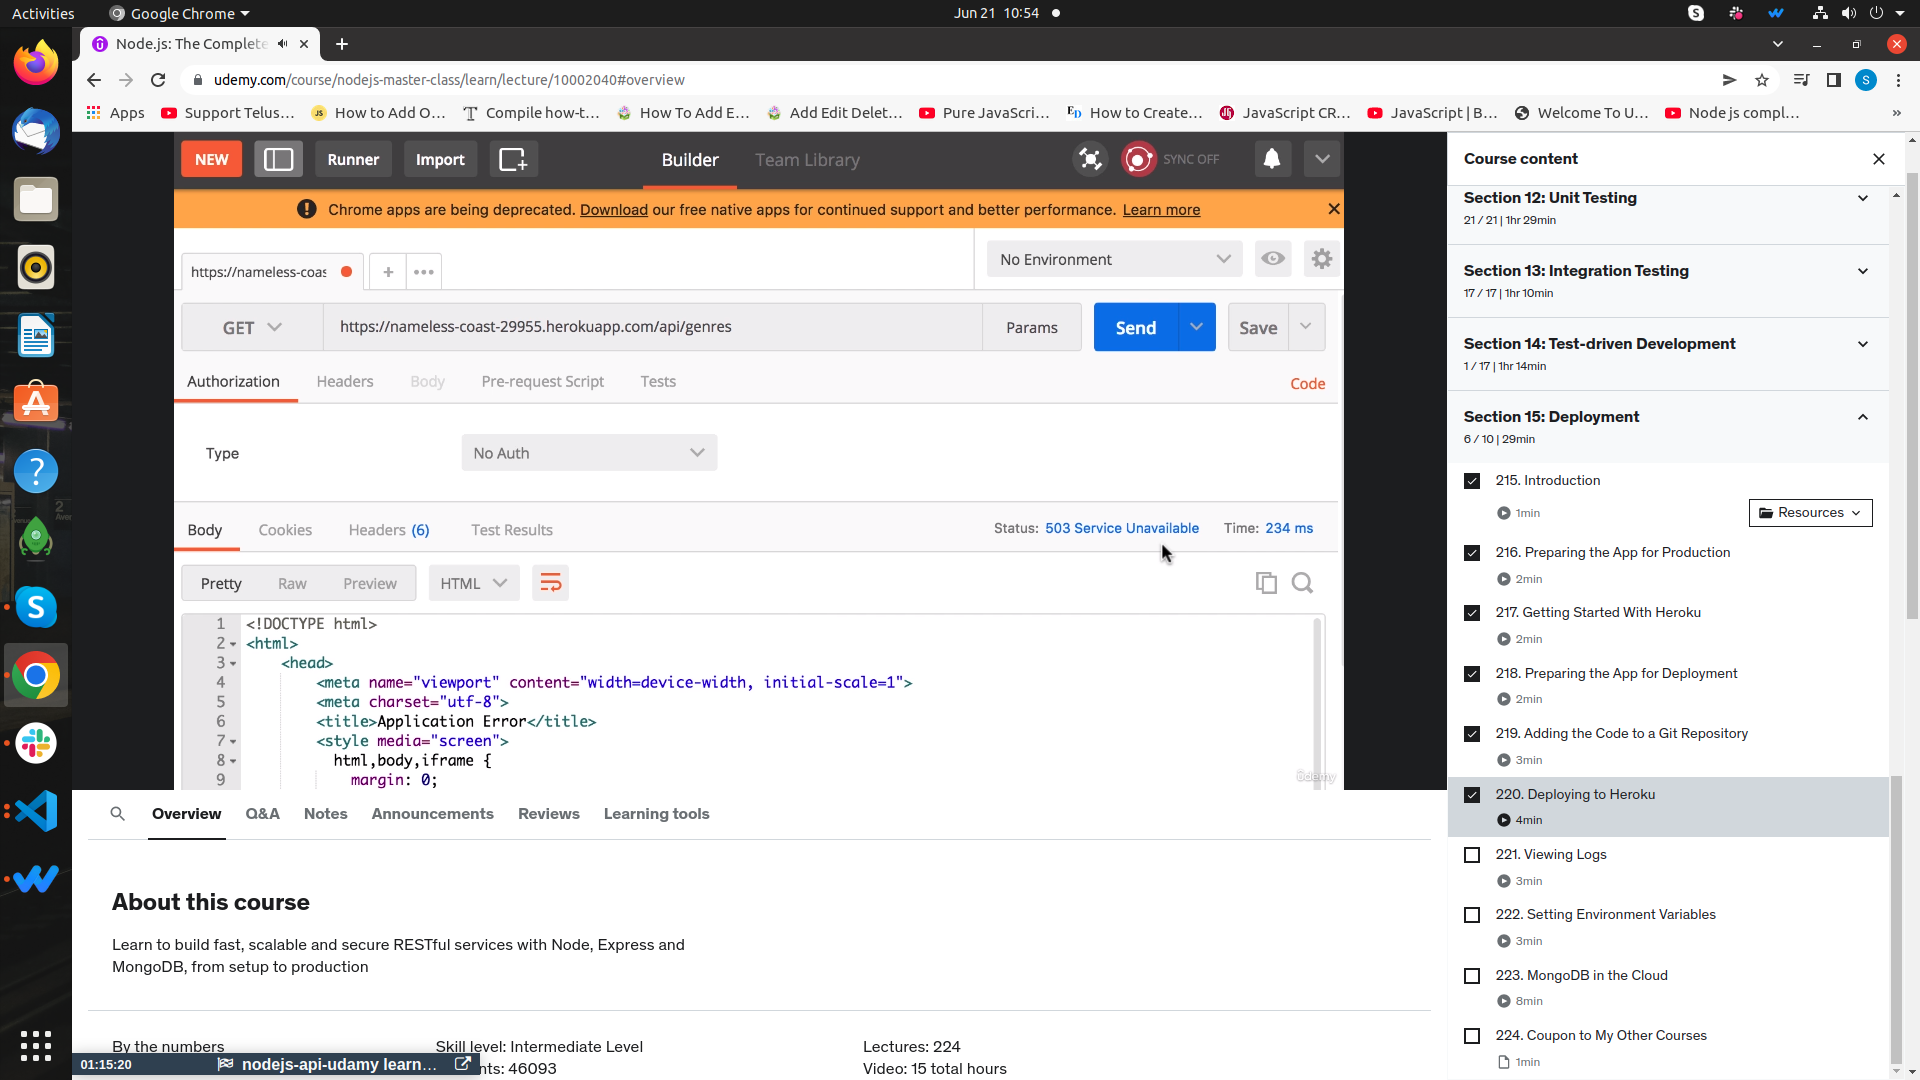 Activities
Google Chrome
Jun 21 10:54
Node.js: The Complete
udemy.com/course/nodejs-master-class/learn/lecture/10002040#overview
S
Apps
Support Telus...
How to Add O...
Compile how-t...
How To Add E...
Add Edit Delet...
Pure JavaScri...
How to Create...
JavaScript CR...
JavaScript | B...
Welcome To U...
Node js compl...
NEW
Runner
Import
Builder
Team Library
SYNC OFF
Chrome apps are being deprecated. Download our free native apps for continued support and better performance. Learn more
https://nameless-coas
No Environment
GET
https://nameless-coast-29955.herokuapp.com/api/genres
Params
Send
Save
Authorization
Headers
Body
Pre-request Script
Tests
Code
Type
No Auth
Body
Cookies
Headers (6)
Test Results
Status: 503 Service Unavailable
Time: 234 ms
Pretty
Raw
Preview
HTML
1 <!DOCTYPE html>
2 <html>
3 <head>
4 <meta name="viewport" content="width=device-width, initial-scale=1">
5 <meta charset="utf-8">
6 <title>Application Error</title>
7 <style media="screen">
8 html,body,iframe {
9 margin: 0;
ûdemy
Overview
Q&A
Notes
Announcements
Reviews
Learning tools
About this course
Learn to build fast, scalable and secure RESTful services with Node, Express and
MongoDB, from setup to production
By the numbers
Skill level: Intermediate Level
nts: 46093
Lectures: 224
Video: 15 total hours
01:15:20
nodejs-api-udamy learn...
Course content
Section 12: Unit Testing
21 / 21 | 1hr 29min
Section 13: Integration Testing
17 / 17 | 1hr 10min
Section 14: Test-driven Development
1 / 17 | 1hr 14min
Section 15: Deployment
6 / 10 | 29min
215. Introduction
1min
Resources
216. Preparing the App for Production
2min
217. Getting Started With Heroku
2min
218. Preparing the App for Deployment
2min
219. Adding the Code to a Git Repository
3min
220. Deploying to Heroku
4min
221. Viewing Logs
3min
222. Setting Environment Variables
3min
223. MongoDB in the Cloud
8min
224. Coupon to My Other Courses
1min